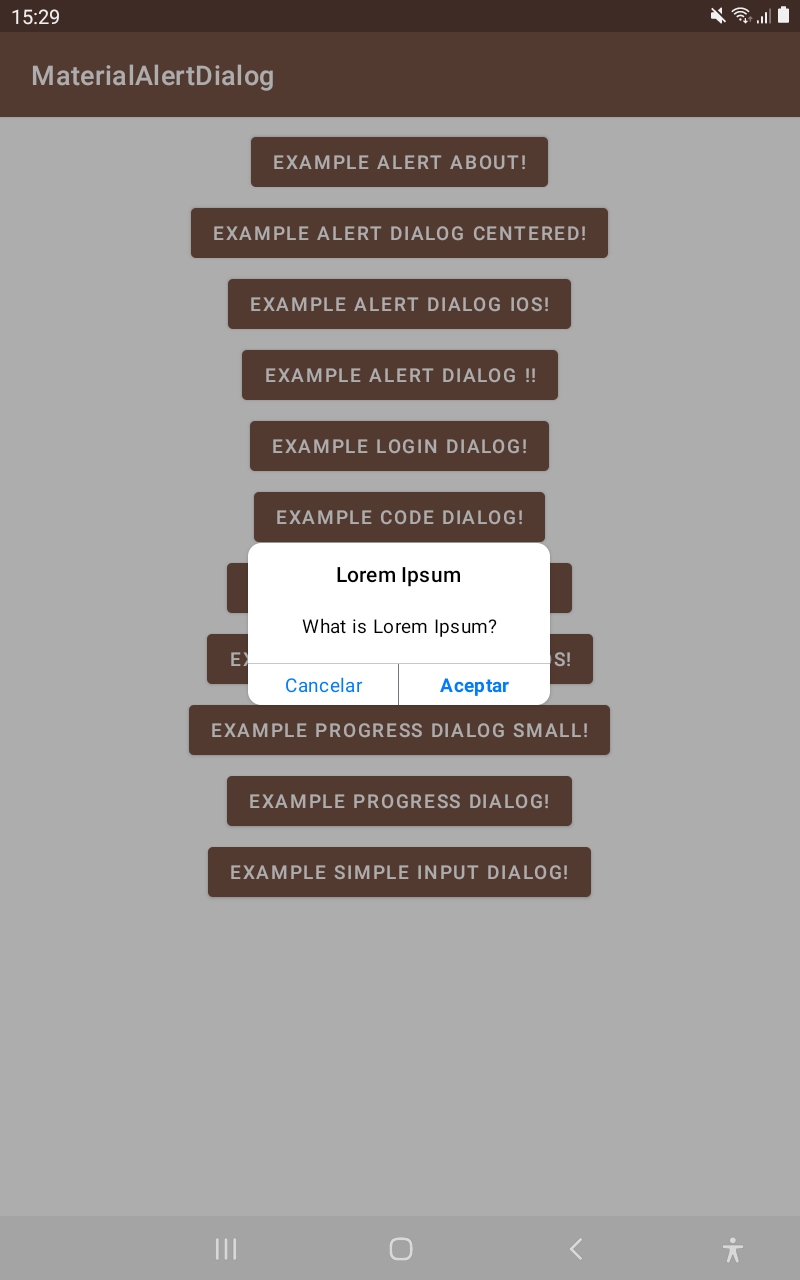 15:29
MaterialAlertDialog
EXAMPLE ALERT ABOUT!
EXAMPLE ALERT DIALOG CENTERED!
EXAMPLE ALERT DIALOG IOS!
EXAMPLE ALERT DIALOG !!
EXAMPLE LOGIN DIALOG!
EXAMPLE CODE DIALOG!
Lorem Ipsum
What is Lorem Ipsum?
Cancelar
Aceptar
EXAMPLE PROGRESS DIALOG SMALL!
EXAMPLE PROGRESS DIALOG!
EXAMPLE SIMPLE INPUT DIALOG!